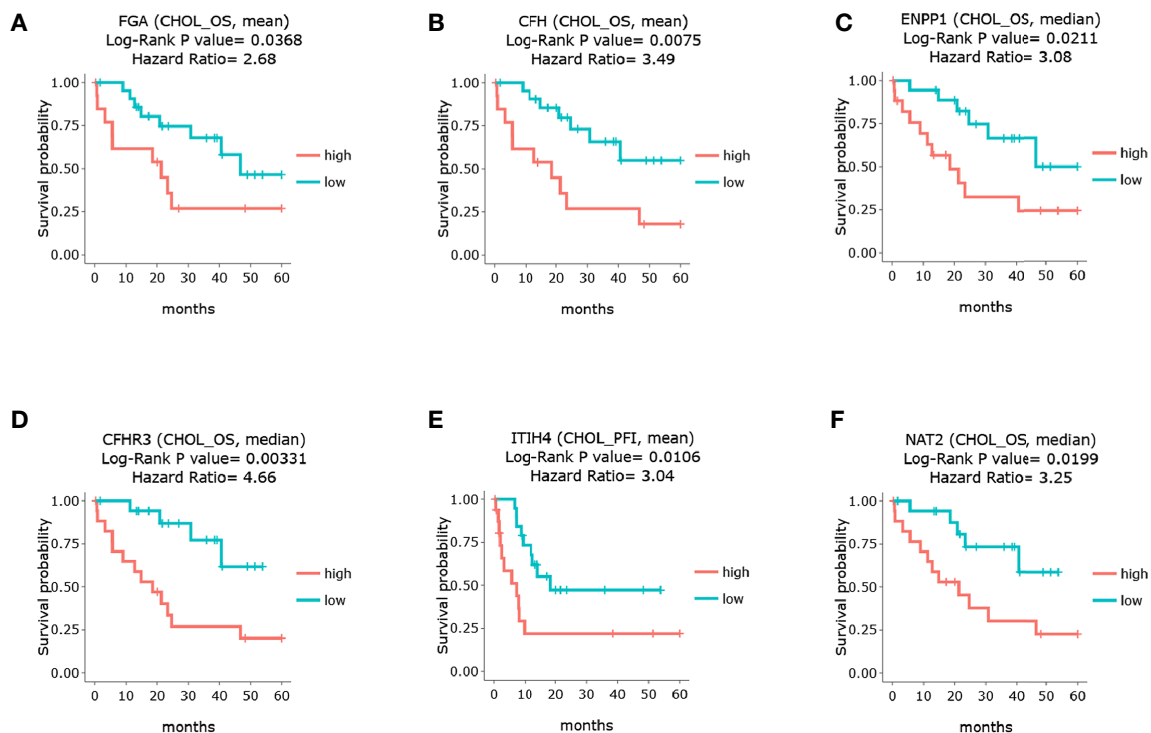 A
FGA (CHOL_OS, mean)
Log-Rank P value= 0.0368
Hazard Ratio= 2.68
Survival probability
1.00
0.75
0.50
0.25
0.00
0 10 20 30 40 50 60
months
high
low
B
CFH (CHOL_OS, mean)
Log-Rank P value= 0.0075
Hazard Ratio= 3.49
Survival probability
1.00
0.75
0.50
0.25
0.00
0 10 20 30 40 50 60
months
high
low
C
ENPP1 (CHOL_OS, median)
Log-Rank P value= 0.0211
Hazard Ratio= 3.08
Survival probability
1.00
0.75
0.50
0.25
0.00
0 10 20 30 40 50 60
months
high
low
D
CFHR3 (CHOL_OS, median)
Log-Rank P value= 0.00331
Hazard Ratio= 4.66
Survival probability
1.00
0.75
0.50
0.25
0.00
0 10 20 30 40 50 60
months
high
low
E
ITIH4 (CHOL_PFI, mean)
Log-Rank P value= 0.0106
Hazard Ratio= 3.04
Survival probability
1.00
0.75
0.50
0.25
0.00
0 10 20 30 40 50 60
months
high
low
F
NAT2 (CHOL_OS, median)
Log-Rank P value= 0.0199
Hazard Ratio= 3.25
Survival probability
1.00
0.75
0.50
0.25
0.00
0 10 20 30 40 50 60
months
high
low